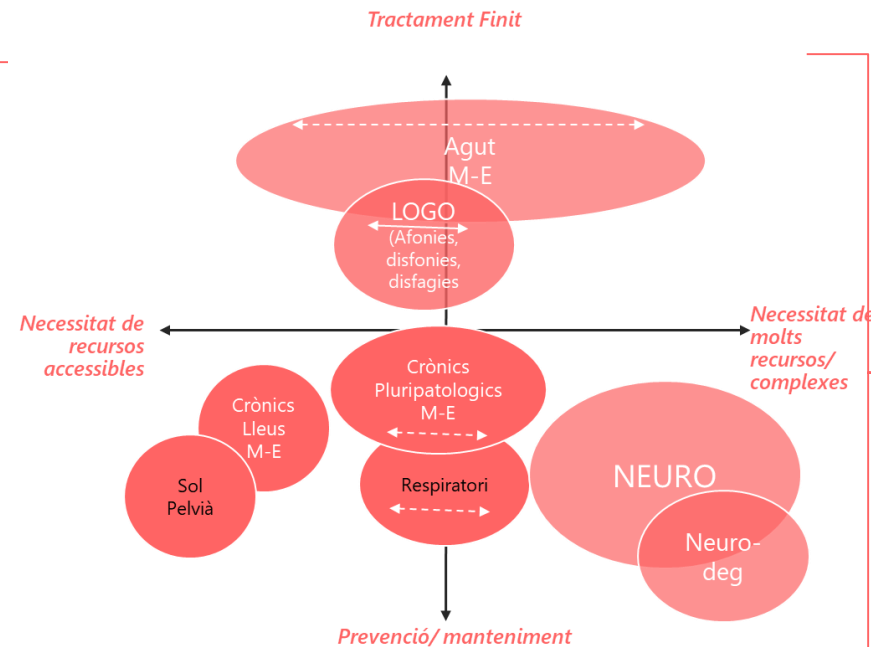 Tractament Finit
Agut
M-E
LOGO
(Afonies,
disfonies,
disfagies
Necessitat de
recursos
accessibles
Necessitat de
molts
recursos/
complexes
Crònics
Pluripatologics
M-E
Crònics
Lleus
M-E
Sol
Pelvià
Respiratori
NEURO
Neuro-
deg
Prevenció/ manteniment